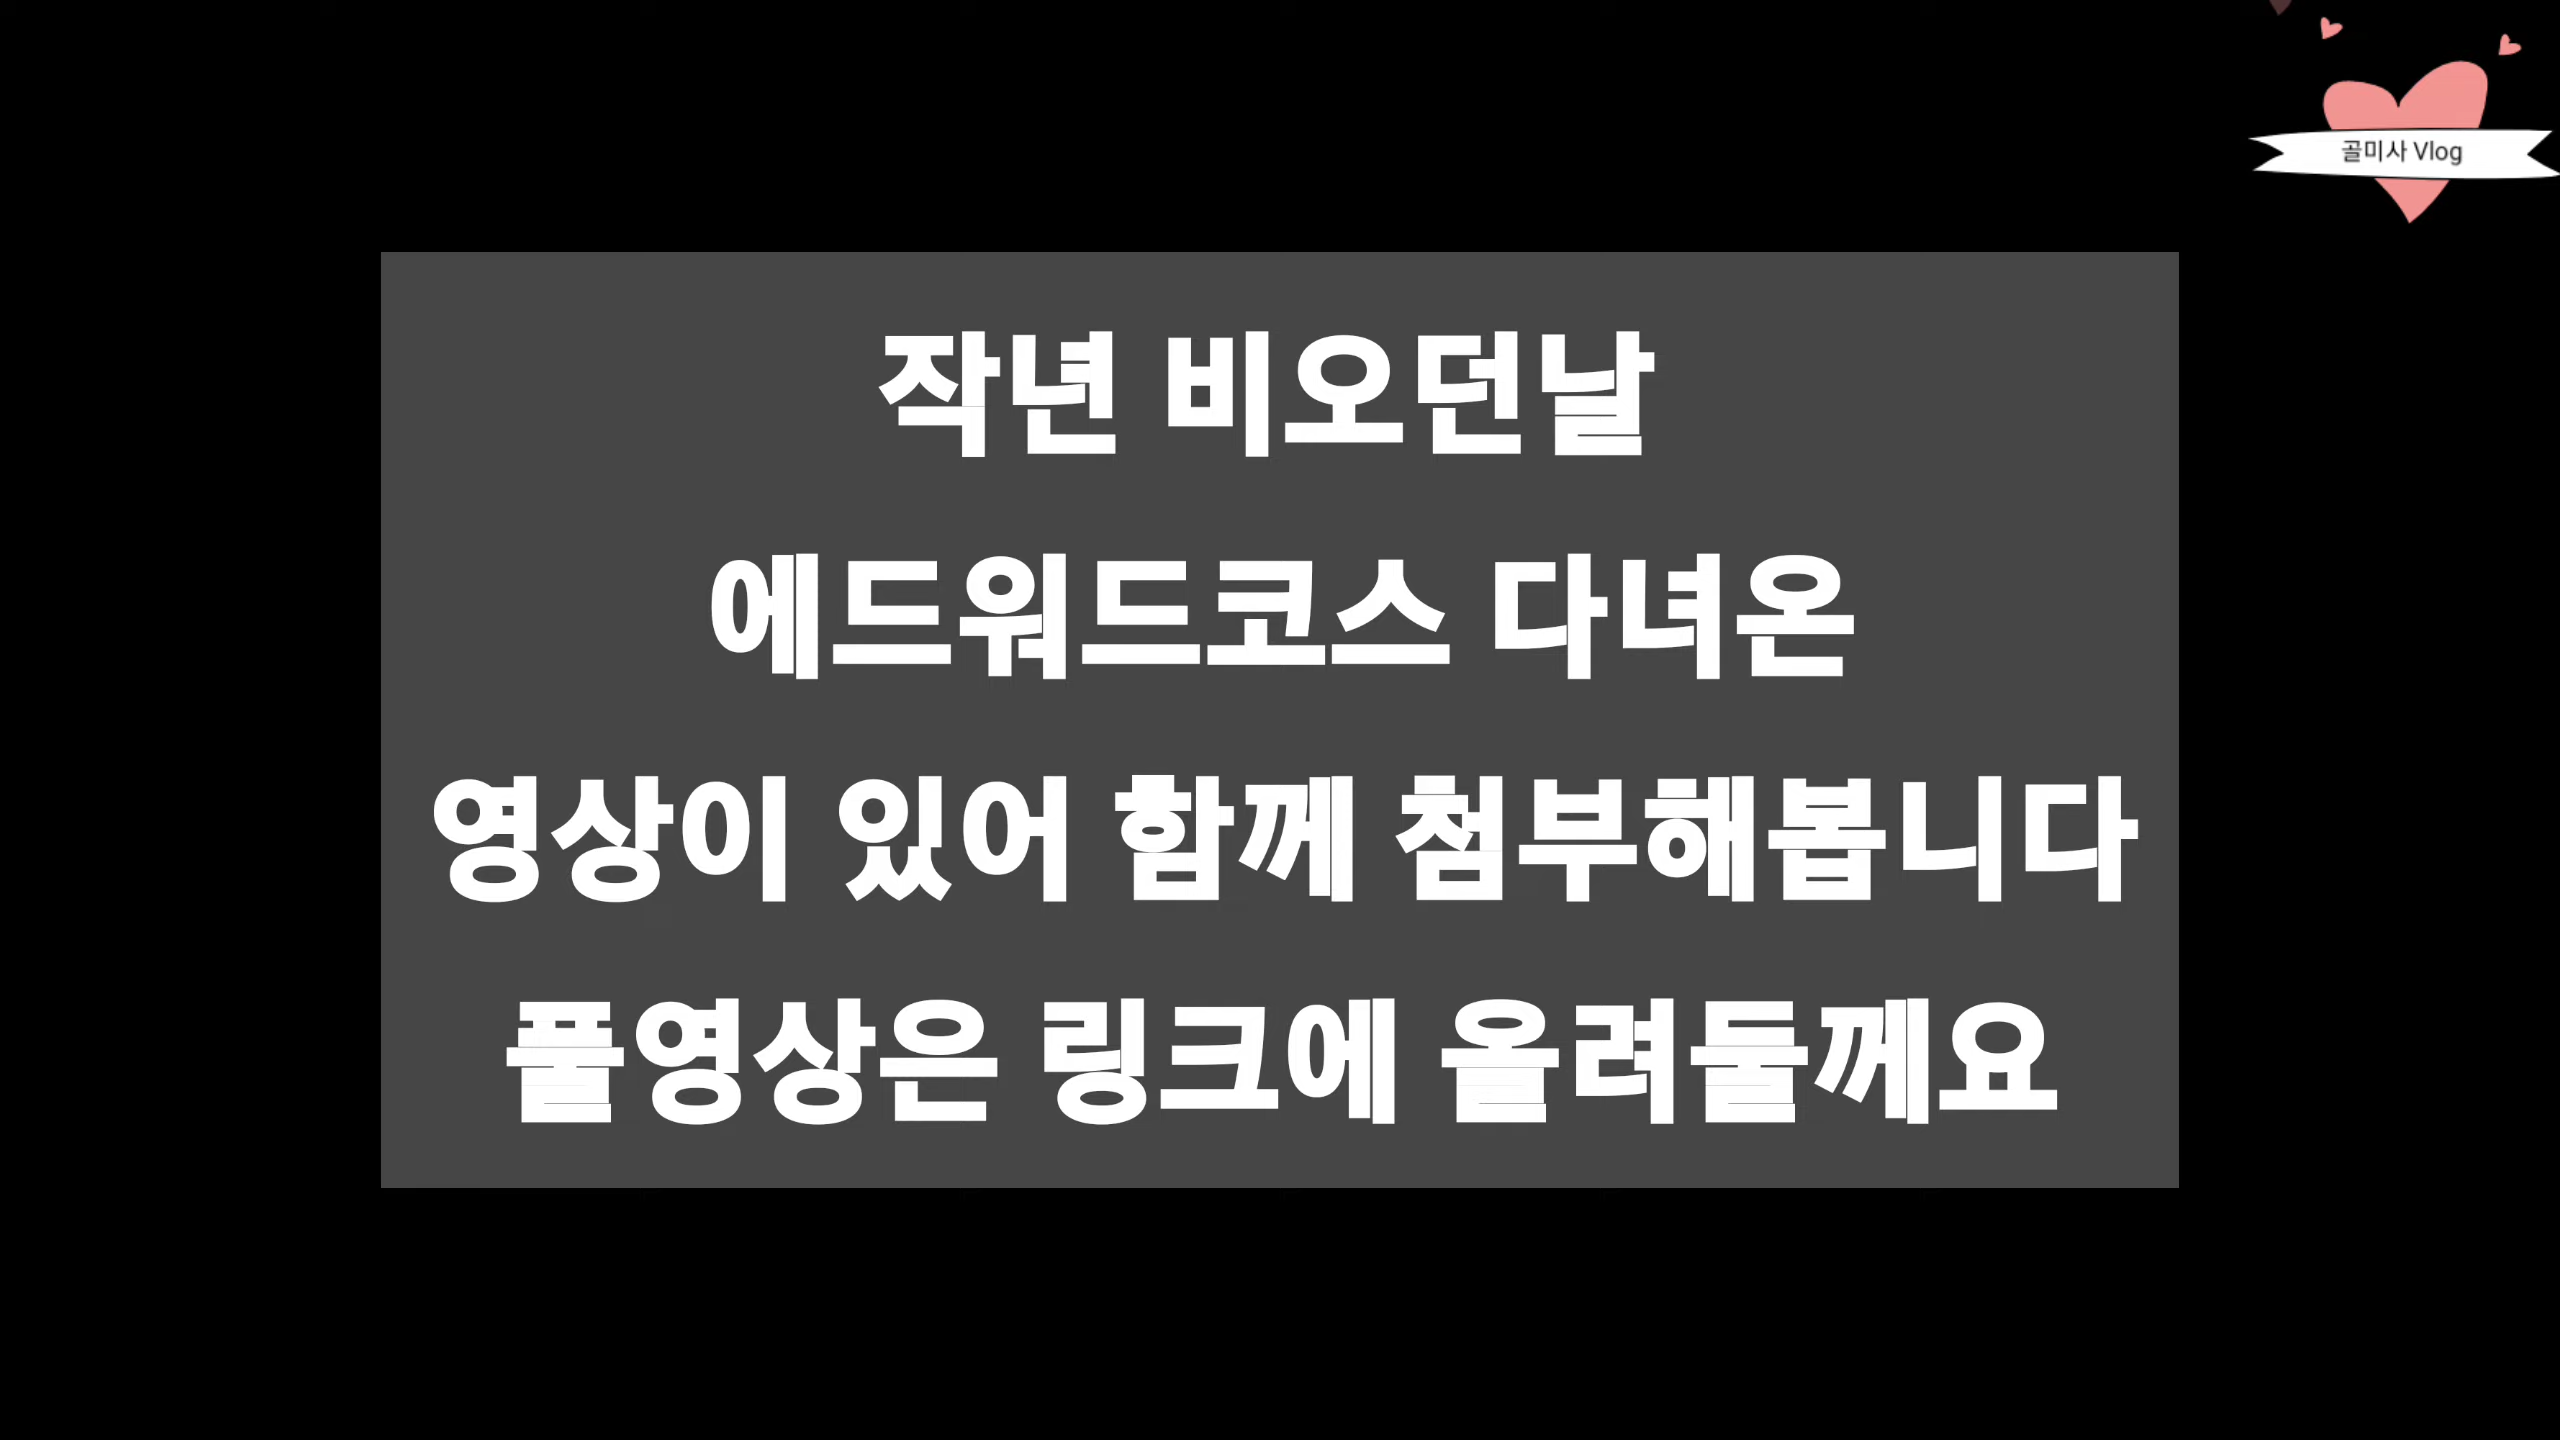 골미사 Vlog
작년 비오던날
에드워드코스 다녀온
영상이 있어 함께 첨부해봅니다
풀영상은 링크에 올려둘께요